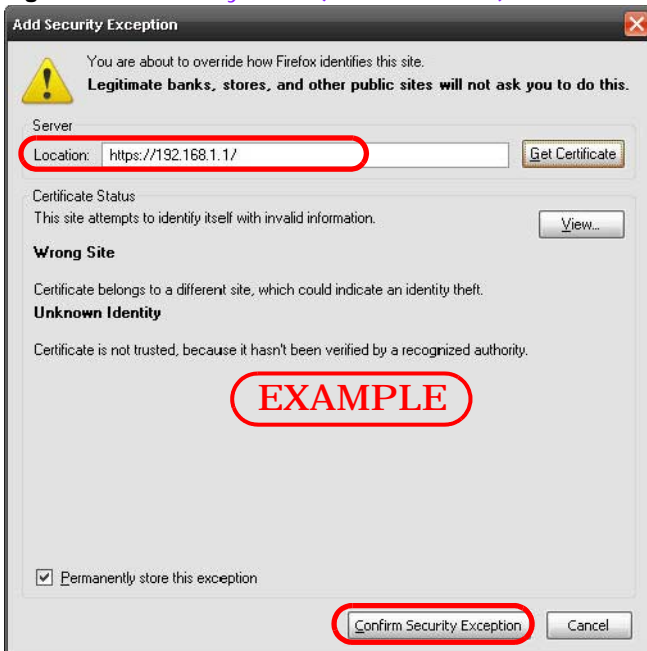 Add Security Exception
You are about to override how Firefox identifies this site.
Legitimate banks, stores, and other public sites will not ask you to do this.
Server
Location: https://192.168.1.1/ Get Certificate
Certificate Status
This site attempts to identify itself with invalid information. View...
Wrong Site
Certificate belongs to a different site, which could indicate an identity theft.
Unknown Identity
Certificate is not trusted, because it hasn't been verified by a recognized authority.
EXAMPLE
Permanently store this exception
Confirm Security Exception Cancel